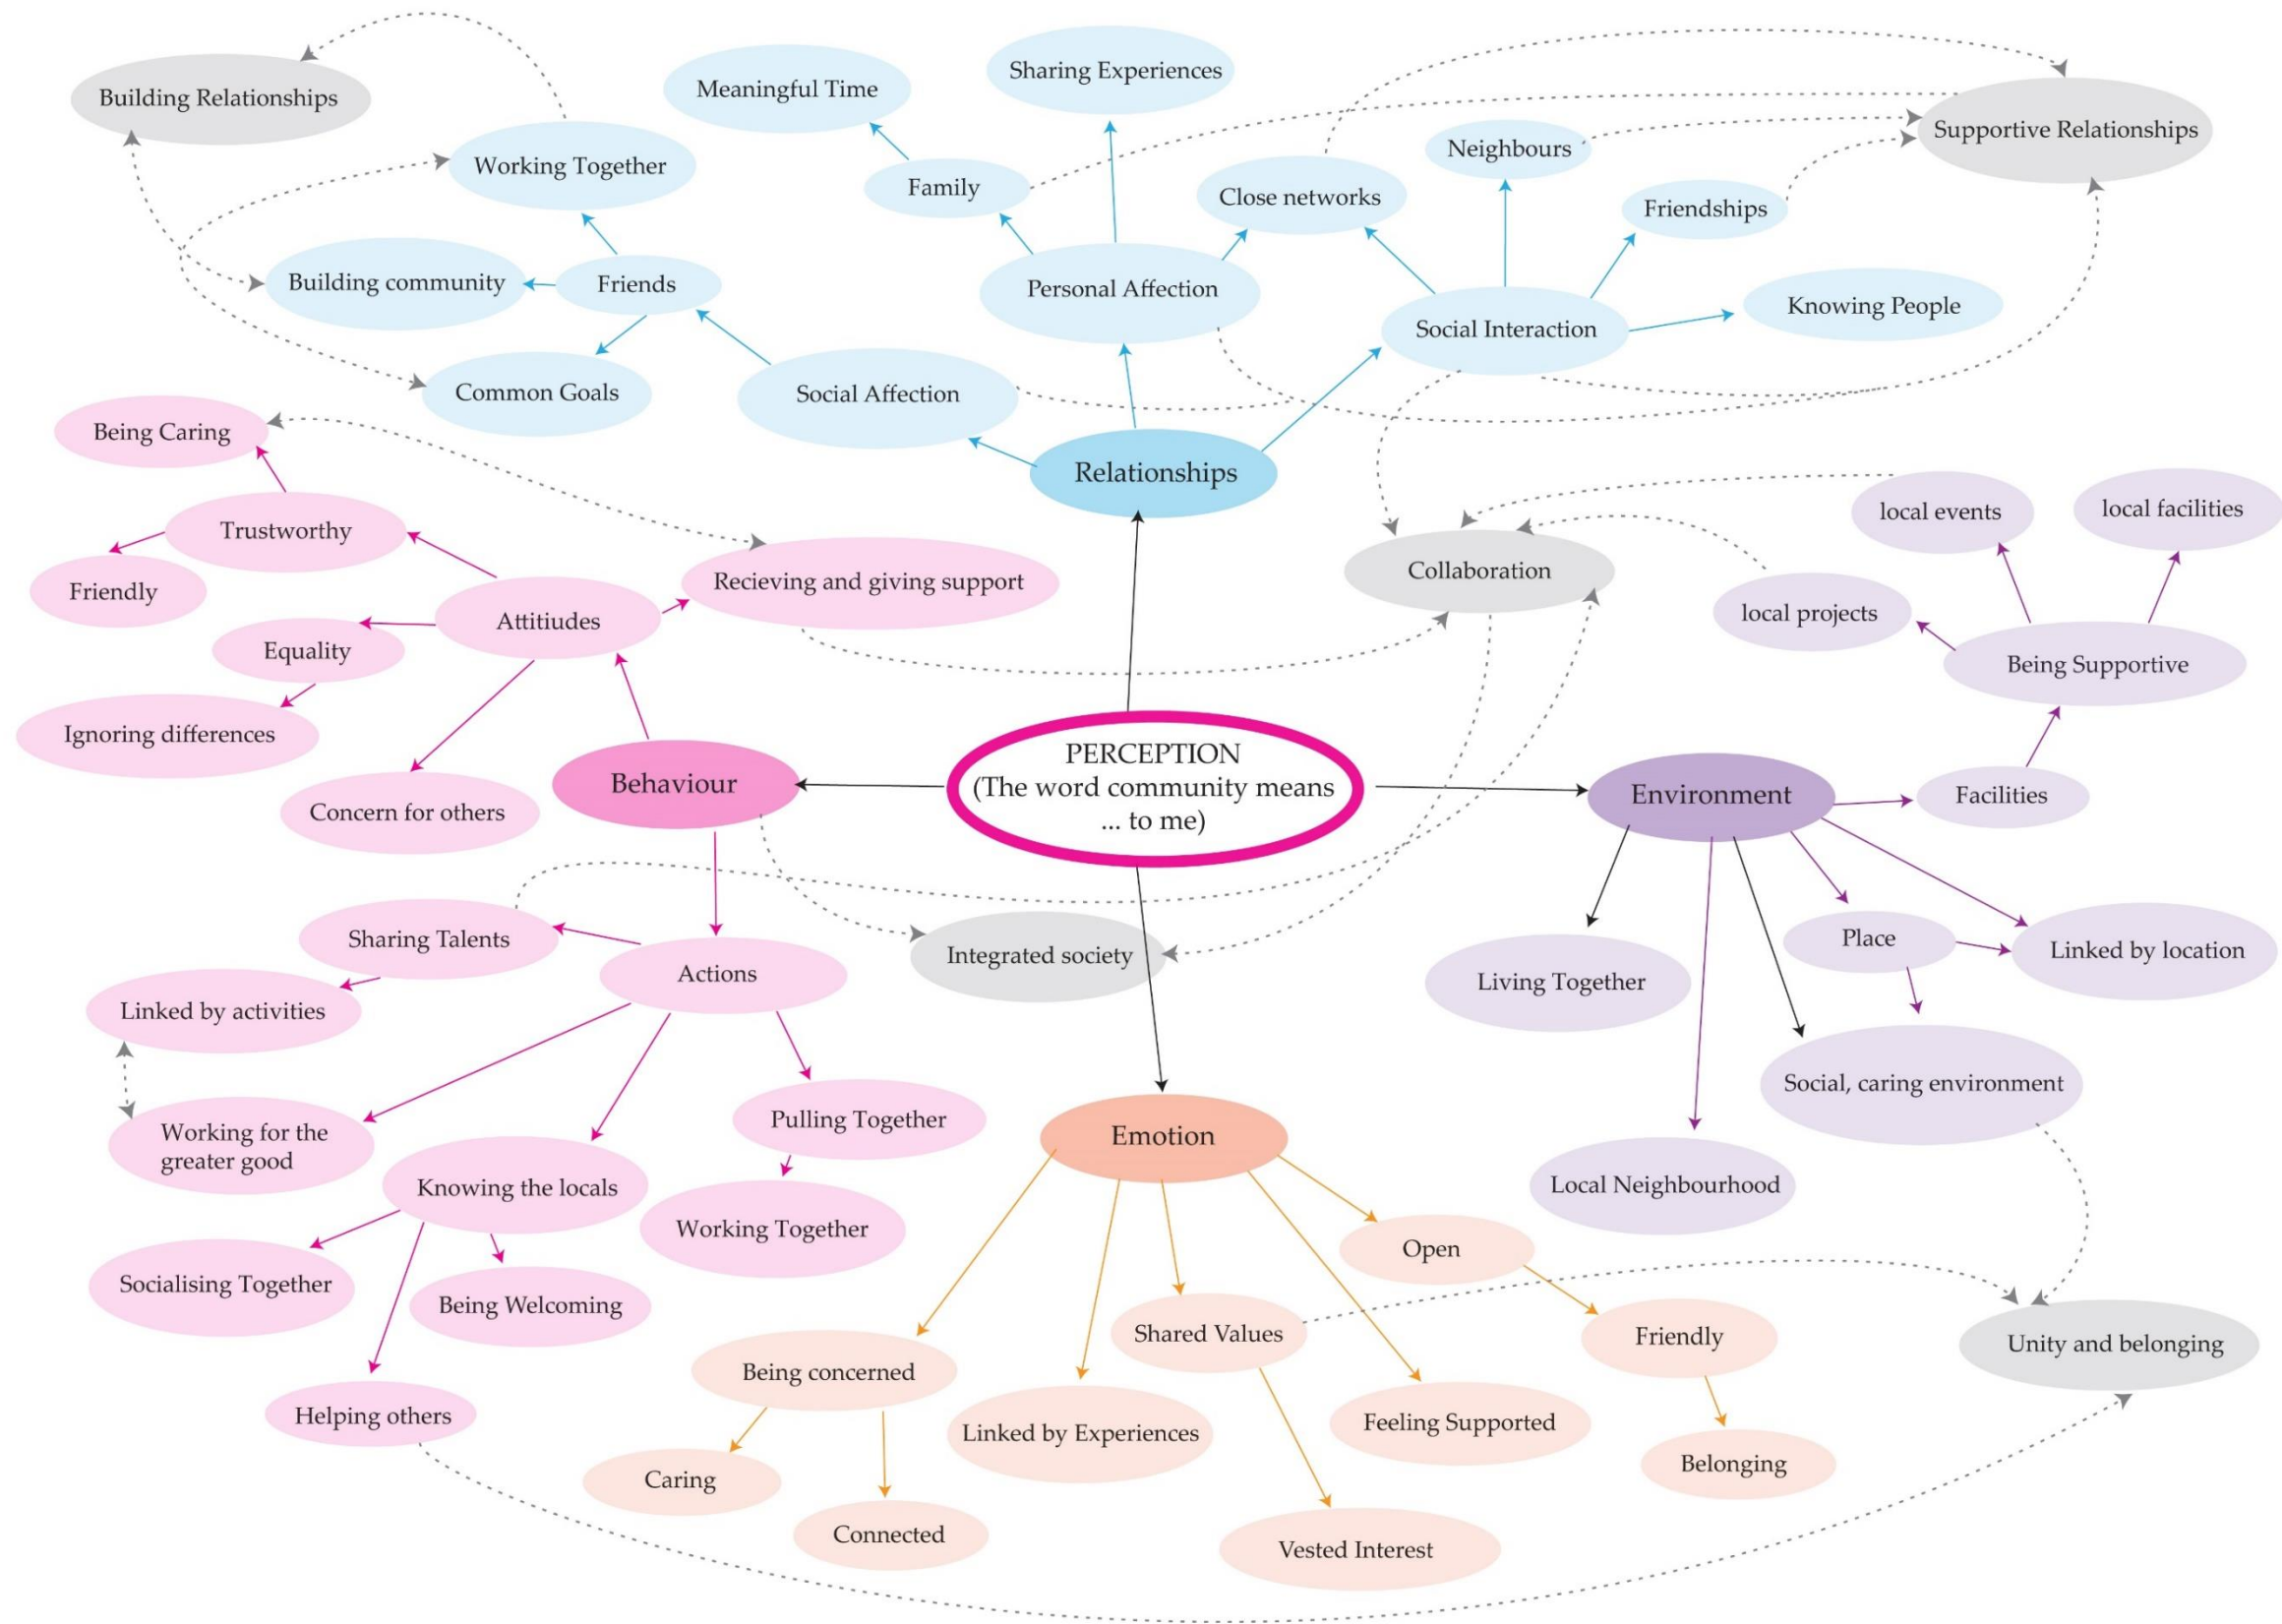 Building Relationships
Meaningful Time
Sharing Experiences
Supportive Relationships
Working Together
Family
Close networks
Neighbours
Friendships
Building community
Friends
Personal Affection
Social Interaction
Knowing People
Common Goals
Social Affection
Relationships
Being Caring
Trustworthy
Friendly
Recieving and giving support
Attitiudes
Equality
Ignoring differences
Concern for others
Behaviour
Collaboration
local events
local facilities
local projects
Being Supportive
PERCEPTION
(The word community means
... to me)
Environment
Facilities
Sharing Talents
Linked by activities
Actions
Integrated society
Living Together
Place
Linked by location
Social, caring environment
Local Neighbourhood
Working for the
greater good
Knowing the locals
Pulling Together
Working Together
Socialising Together
Being Welcoming
Helping others
Emotion
Open
Shared Values
Friendly
Unity and belonging
Being concerned
Linked by Experiences
Feeling Supported
Belonging
Caring
Connected
Vested Interest